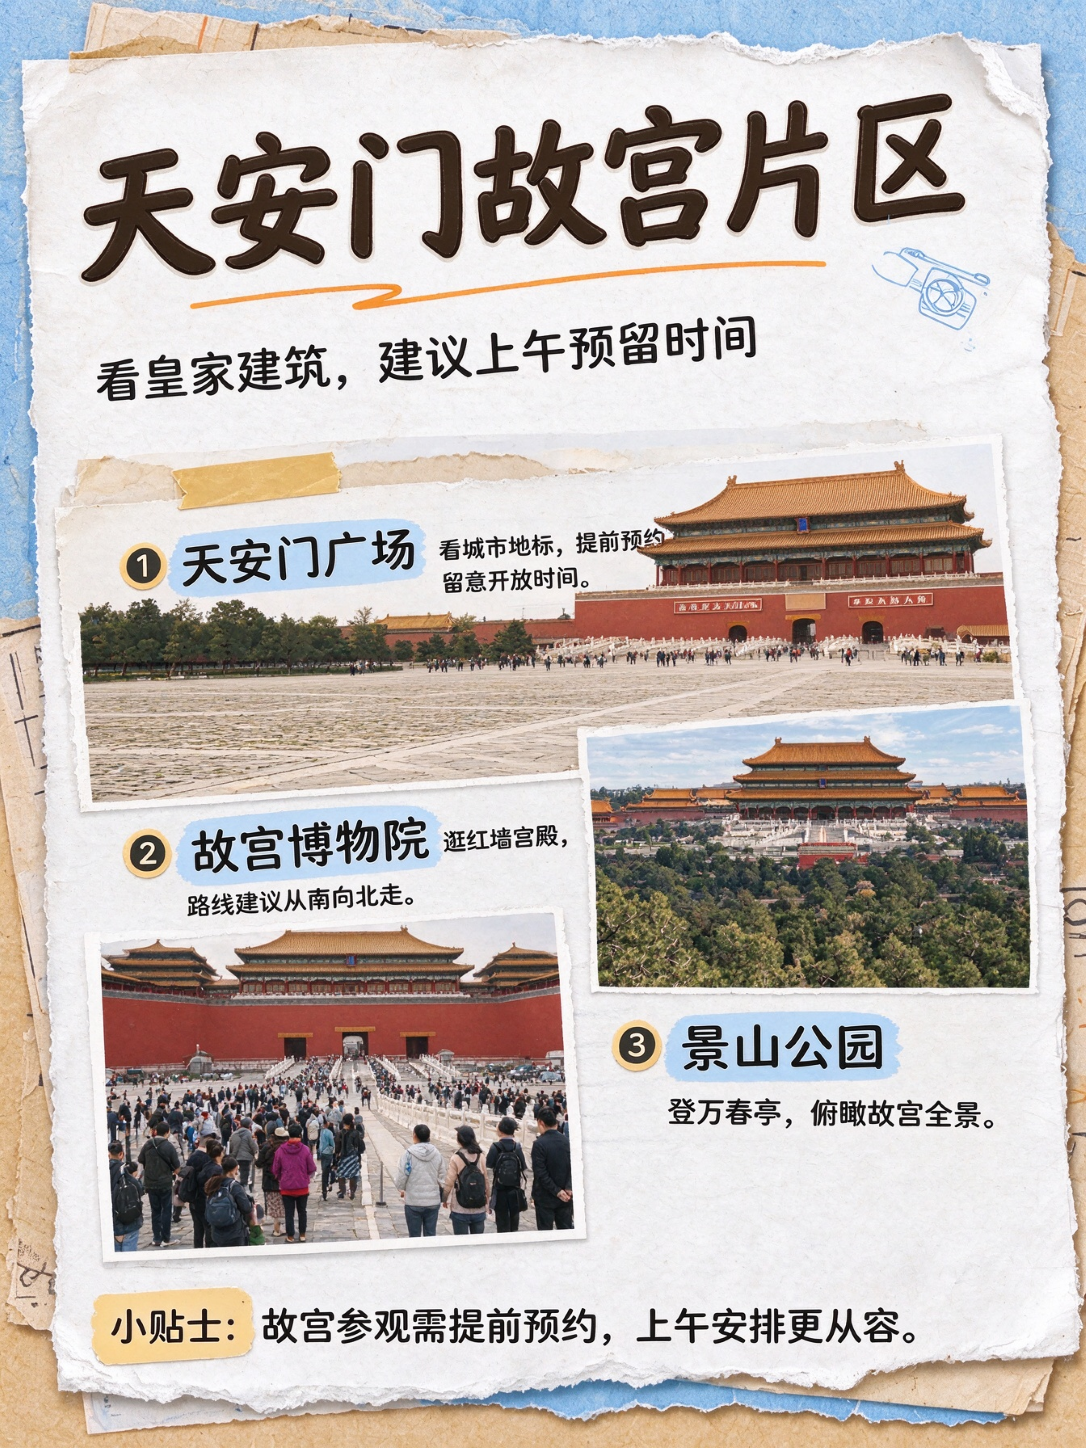 天安门故宫片区
看皇家建筑，建议上午预留时间
1 天安门广场
看城市地标，提前预约
留意开放时间。
2 故宫博物院 逛红墙宫殿，
路线建议从南向北走。
3 景山公园
登万春亭，俯瞰故宫全景。
小贴士：故宫参观需提前预约，上午安排更从容。